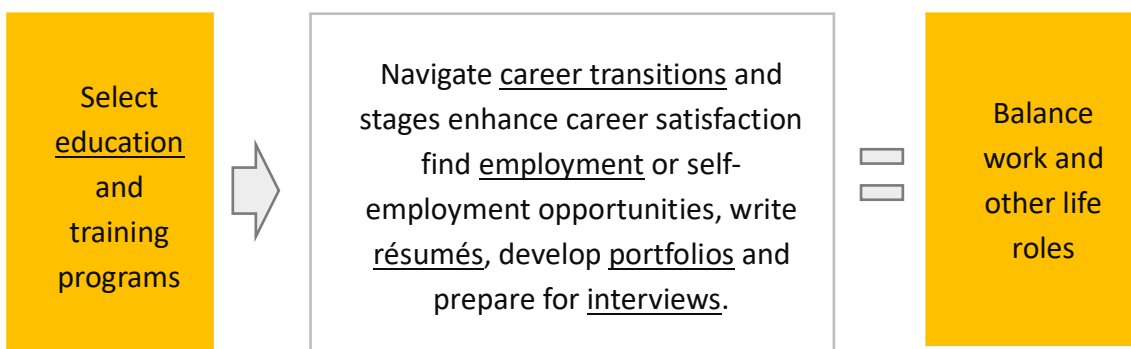 Select
education
and
training
programs
Navigate career transitions and
stages enhance career satisfaction
find employment or self-
employment opportunities, write
résumés, develop portfolios and
prepare for interviews.
Balance
work and
other life
roles